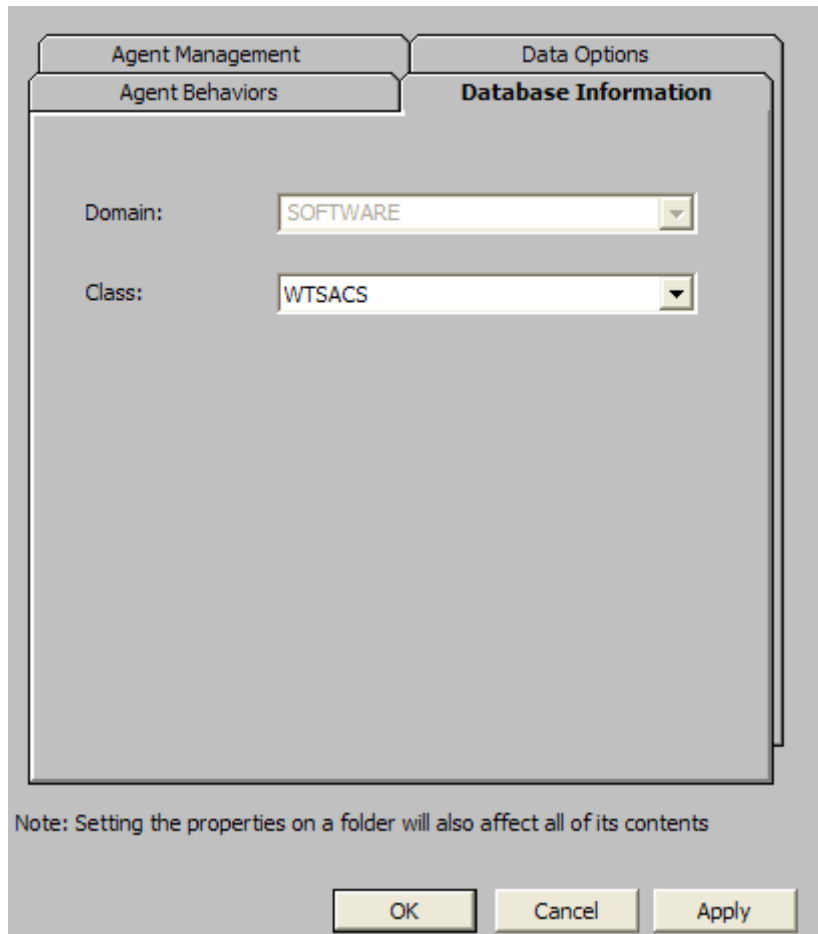 Agent Management
Data Options
Agent Behaviors
Database Information
Domain:
SOFTWARE
Class:
WTSACS
Note: Setting the properties on a folder will also affect all of its contents
OK
Cancel
Apply